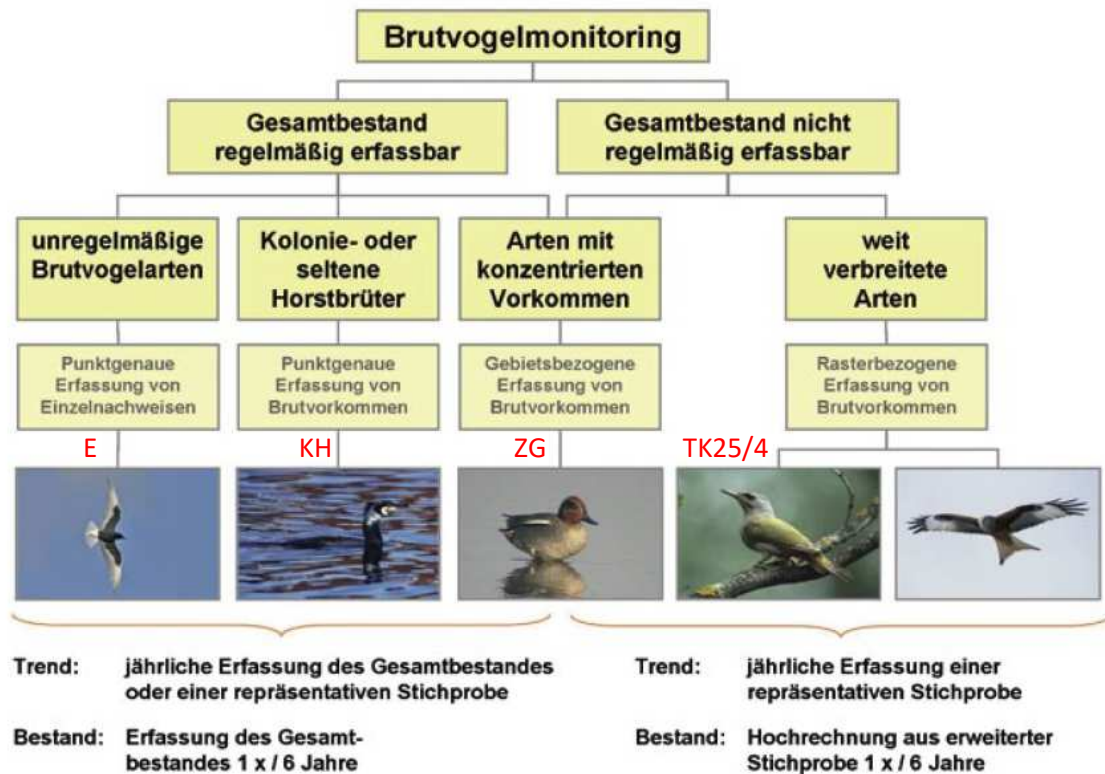 Brutvogelmonitoring
Gesamtbestand
regelmäßig erfassbar
Gesamtbestand nicht
regelmäßig erfassbar
unregelmäßige
Brutvogelarten
Kolonie- oder
seltene
Horstbrüter
Arten mit
konzentrierten
Vorkommen
weit
verbreitete
Arten
Punktgenaue
Erfassung von
Einzelnachweisen
Punktgenaue
Erfassung von
Brutvorkommen
Gebietsbezogene
Erfassung von
Brutvorkommen
Rasterbezogene
Erfassung von
Brutvorkommen
E
KH
ZG
TK25/4
Trend: jährliche Erfassung des Gesamtbestandes
oder einer repräsentativen Stichprobe
Bestand: Erfassung des Gesamt-
bestandes 1 x / 6 Jahre
Trend: jährliche Erfassung einer
repräsentativen Stichprobe
Bestand: Hochrechnung aus erweiterter
Stichprobe 1 x / 6 Jahre